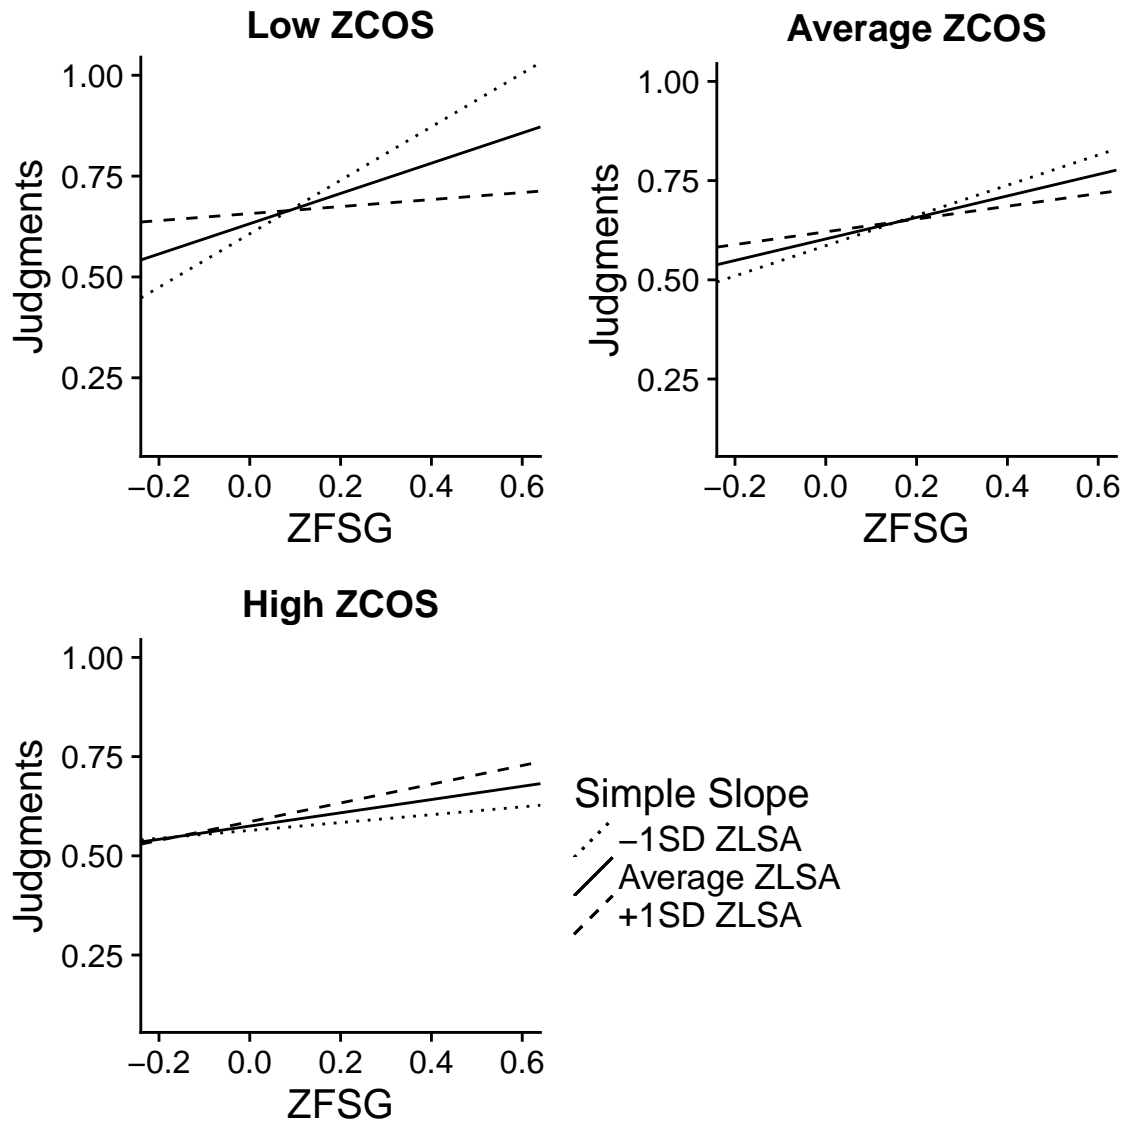 Low ZCOS
1.00
0.75
0.50
0.25
Judgments
−0.2 0.0 0.2 0.4 0.6
ZFSG
Average ZCOS
1.00
0.75
0.50
0.25
Judgments
−0.2 0.0 0.2 0.4 0.6
ZFSG
High ZCOS
1.00
0.75
0.50
0.25
Judgments
−0.2 0.0 0.2 0.4 0.6
ZFSG
Simple Slope
−1SD ZLSA
Average ZLSA
+1SD ZLSA